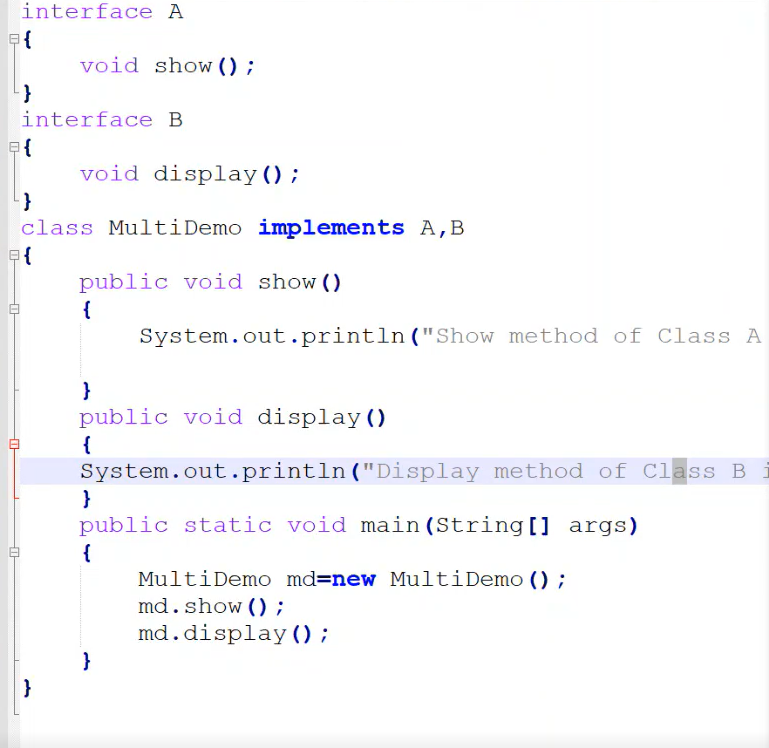 interface A
{
void show();
}
interface B
{
void display();
}
class MultiDemo implements A,B
{
public void show()
{
System.out.println("Show method of Class A
}
public void display()
{
System.out.println("Display method of Class B i
}
public static void main(String[] args)
{
MultiDemo md=new MultiDemo();
md.show();
md.display();
}
}